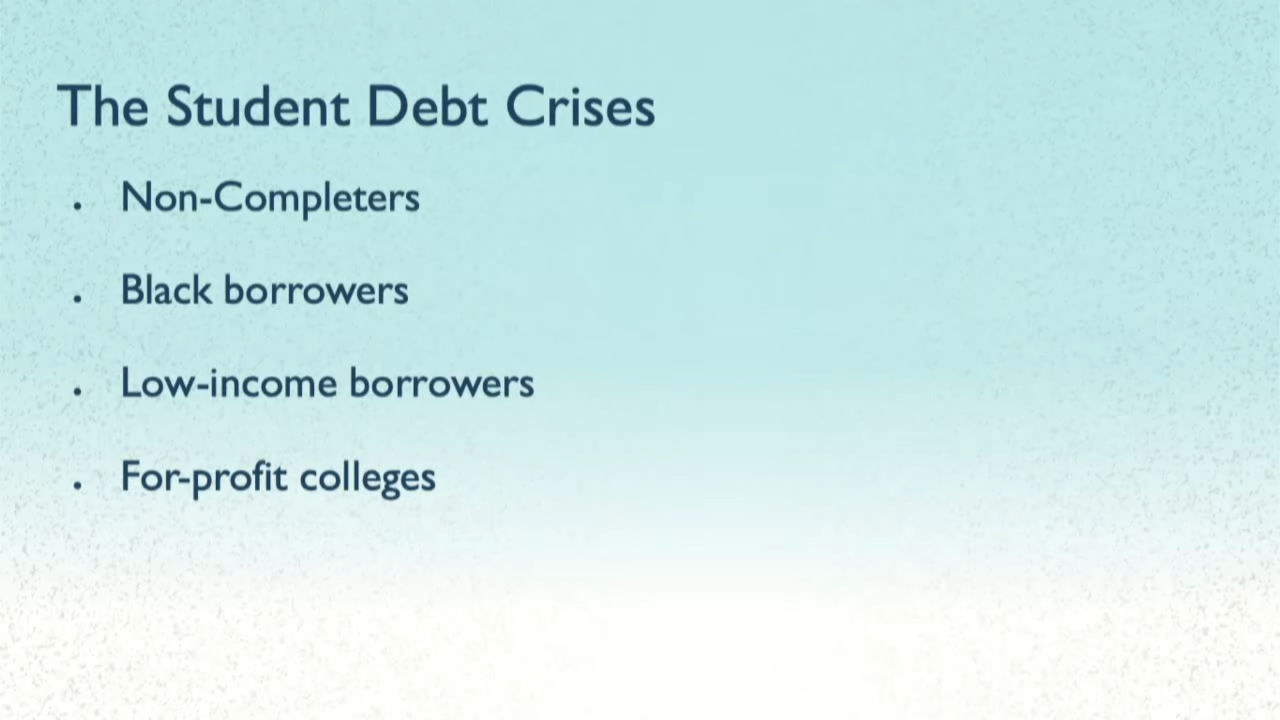 The Student Debt Crises
. Non-Completers
. Black borrowers
. Low-income borrowers
. For-profit colleges